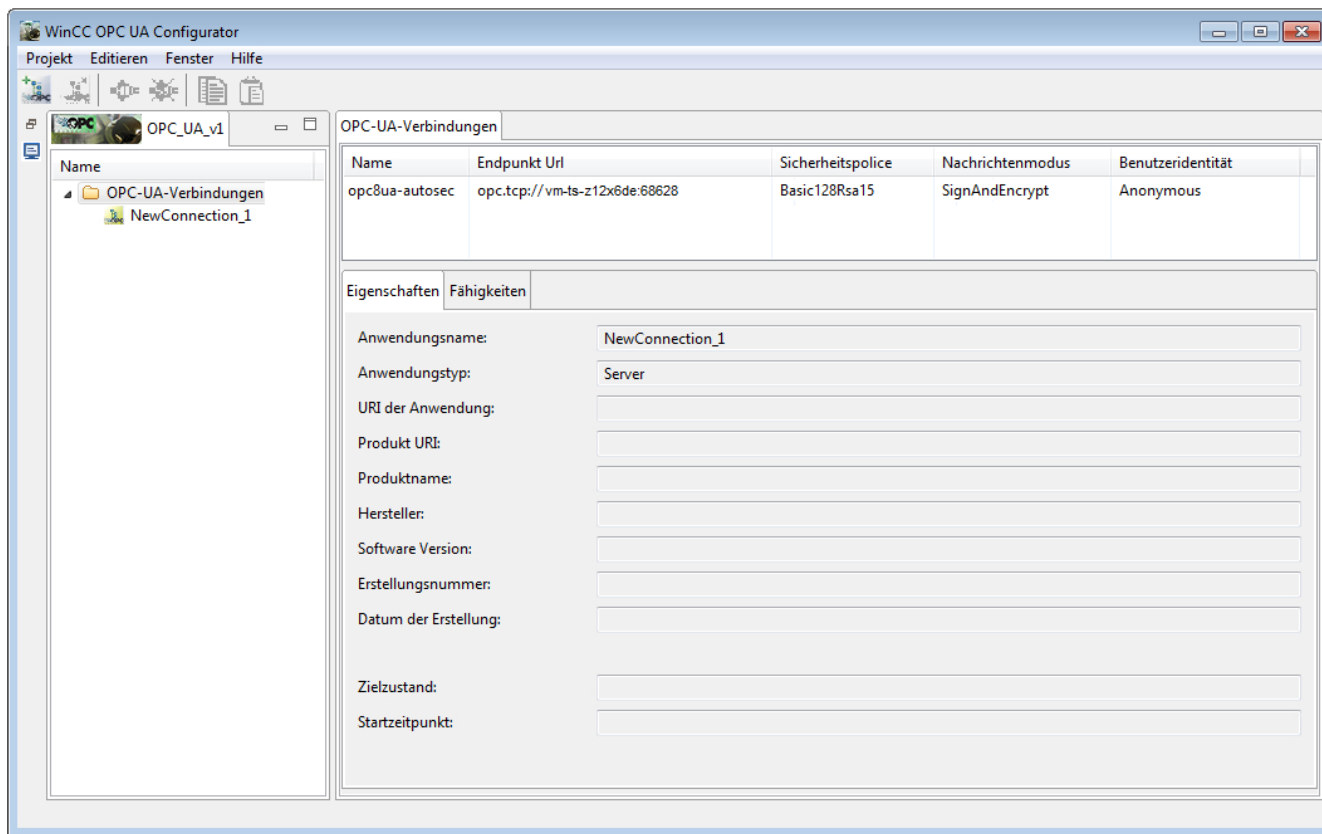 WinCC OPC UA Configurator
Projekt Editieren Fenster Hilfe
OPC OPC_UA_v1
Name
OPC-UA-Verbindungen
NewConnection_1
OPC-UA-Verbindungen
Name Endpunkt Url Sicherheitspolice Nachrichtenmodus Benutzeridentität
opc8ua-autosec opc.tcp://vm-ts-z12x6de:68628 Basic128Rsa15 SignAndEncrypt Anonymous
Eigenschaften Fähigkeiten
Anwendungsname: NewConnection_1
Anwendungstyp: Server
URI der Anwendung:
Produkt URI:
Produktname:
Hersteller:
Software Version:
Erstellungsnummer:
Datum der Erstellung:
Zielzustand:
Startzeitpunkt: